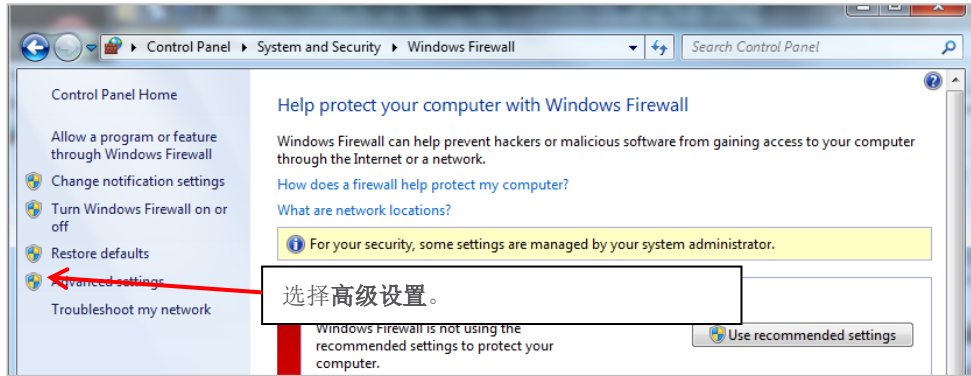 Control Panel ▸ System and Security ▸ Windows Firewall
Search Control Panel
Control Panel Home
Allow a program or feature
through Windows Firewall
Change notification settings
Turn Windows Firewall on or
off
Restore defaults
Advanced settings
Troubleshoot my network
Help protect your computer with Windows Firewall
Windows Firewall can help prevent hackers or malicious software from gaining access to your computer
through the Internet or a network.
How does a firewall help protect my computer?
What are network locations?
For your security, some settings are managed by your system administrator.
选择高级设置。
Windows Firewall is not using the
recommended settings to protect your
computer.
Use recommended settings